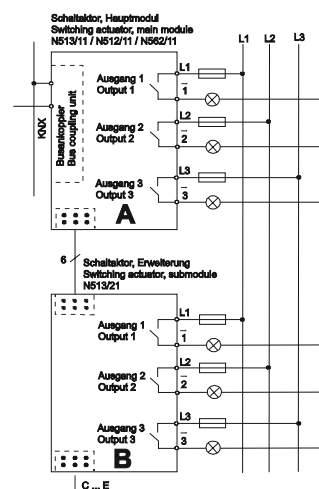 Schaltaktor, Hauptmodul
Switching actuator, main module
N513/11 / N512/11 / N562/11
L1
L2
L3
KNX
Busankoppler
Bus coupling unit
Ausgang 1
Output 1
L1
1
Ausgang 2
Output 2
L2
2
Ausgang 3
Output 3
L3
3
A
6
Schaltaktor, Erweiterung
Switching actuator, submodule
N513/21
Ausgang 1
Output 1
L1
1
Ausgang 2
Output 2
L2
2
Ausgang 3
Output 3
L3
3
B
C ... E